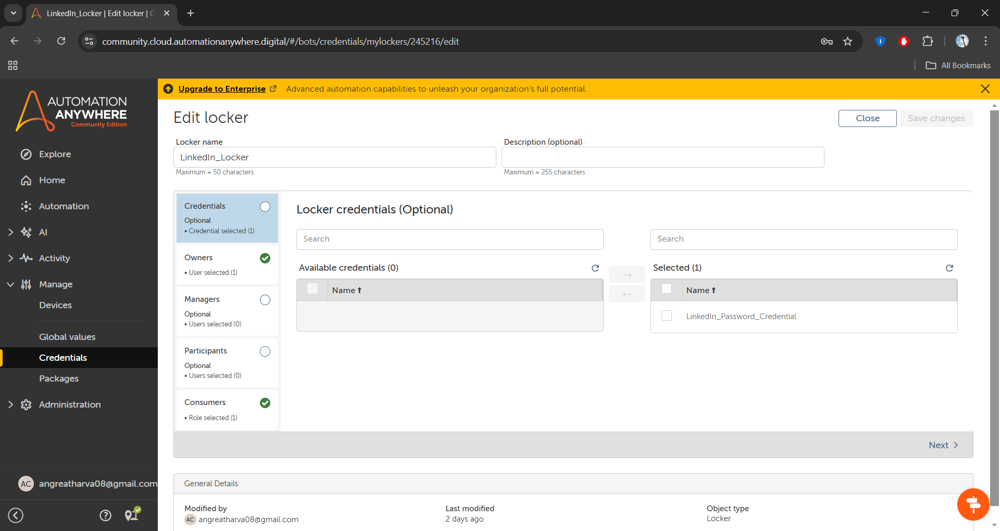 LinkedIn_Locker | Edit locker |
community.cloud.automationanywhere.digital/#/bots/credentials/mylockers/245216/edit
All Bookmarks
AUTOMATION
ANYWHERE
Community Edition
Explore
Home
Automation
AI
Activity
Manage
Devices
Global values
Credentials
Packages
Administration
AC angreatharva08@gmail.com
Upgrade to Enterprise Advanced automation capabilities to unleash your organization's full potential.
Edit locker
Close Save changes
Locker name
LinkedIn_Locker
Maximum = 50 characters
Description (optional)
Maximum = 255 characters
Credentials
Optional
• Credential selected (1)
Owners
• User selected (1)
Managers
Optional
• Users selected (0)
Participants
Optional
• Users selected (0)
Consumers
• Role selected (1)
Locker credentials (Optional)
Search
Available credentials (0)
Name
Search
Selected (1)
Name
LinkedIn_Password_Credential
Next
General Details
Modified by
AC angreatharva08@gmail.com
Last modified
2 days ago
Object type
Locker